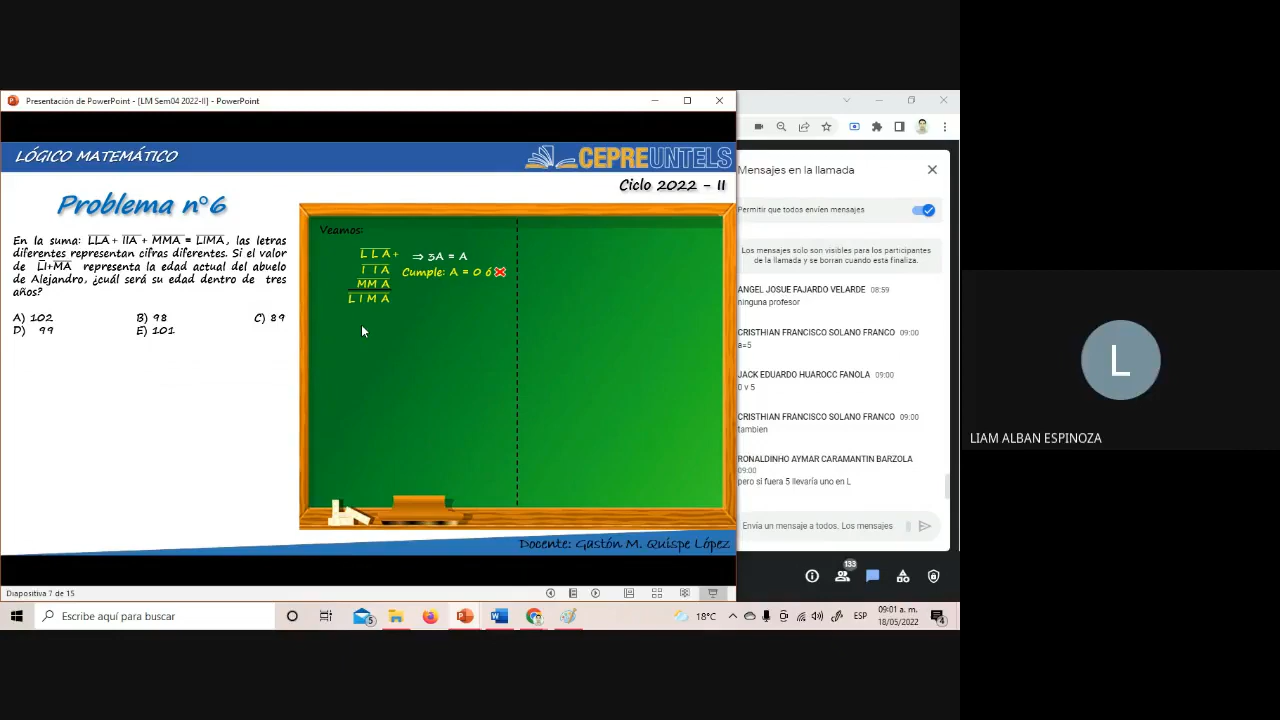 Presentación de PowerPoint - [LM Sem04 2022-II] - PowerPoint
LÓGICO MATEMÁTICO
CEPREUNTELS
Ciclo 2022 - II
Problema n°6
En la suma: LLA + IIA + MMA = LIMA, las letras
diferentes representan cifras diferentes. Si el valor
de LI+MA representa la edad actual del abuelo
de Alejandro, ¿cuál será su edad dentro de tres
años?
A) 102 B) 98 C) 89
D) 99 E) 101
Veamos:
L L A +
I I A
M M A
L I M A
⇒ 3A = A
Cumple: A = 0 ó
Docente: Gastón M. Quispe López
Diapositiva 7 de 15
Mensajes en la llamada
Permitir que todos envíen mensajes
Los mensajes solo son visibles para los participantes
de la llamada y se borran cuando esta finaliza.
ANGEL JOSUE FAJARDO VELARDE 08:59
ninguna profesor
CRISTHIAN FRANCISCO SOLANO FRANCO 09:00
a=5
JACK EDUARDO HUAROCC FANOLA 09:00
0 v 5
CRISTHIAN FRANCISCO SOLANO FRANCO 09:00
tambien
RONALDINHO AYMAR CARAMANTIN BARZOLA
09:00
pero si fuera 5 llevaría uno en L
Envía un mensaje a todos. Los mensajes
133
L
LIAM ALBAN ESPINOZA
Escribe aquí para buscar
5
18°C
ESP
09:01 a. m.
18/05/2022
4